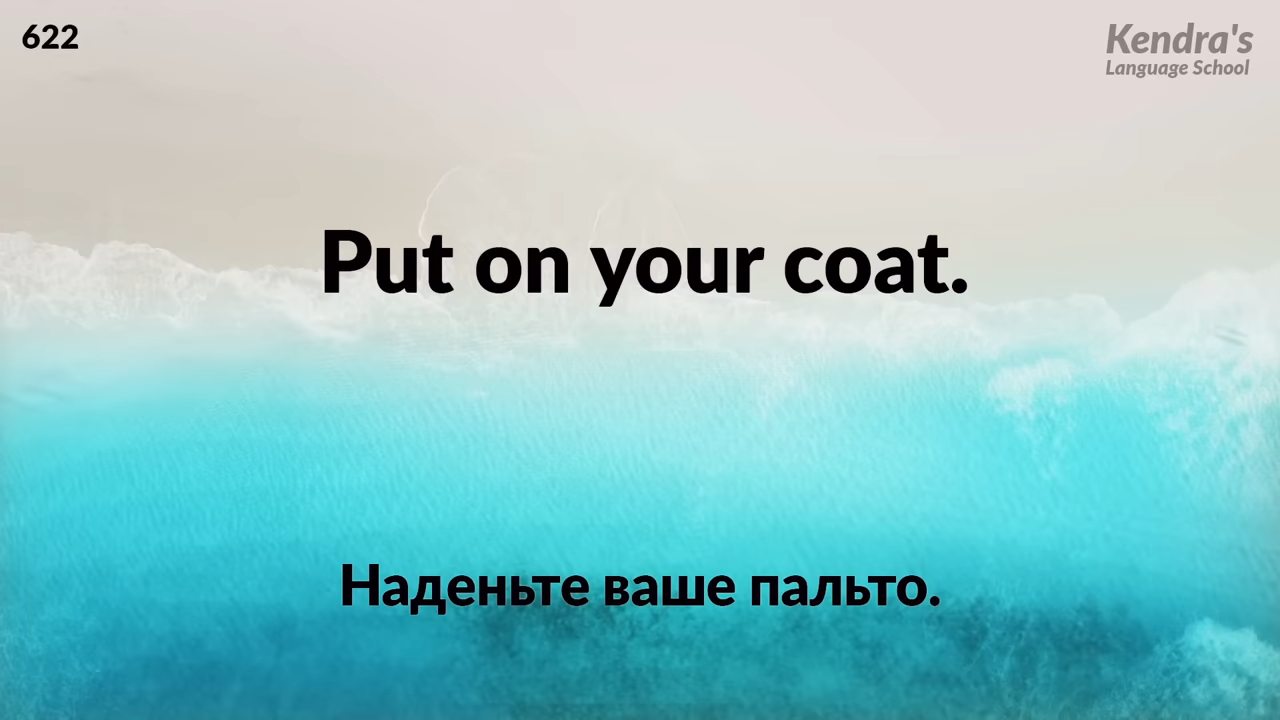 622
Kendra's
Language School
Put on your coat.
Наденьте ваше пальто.